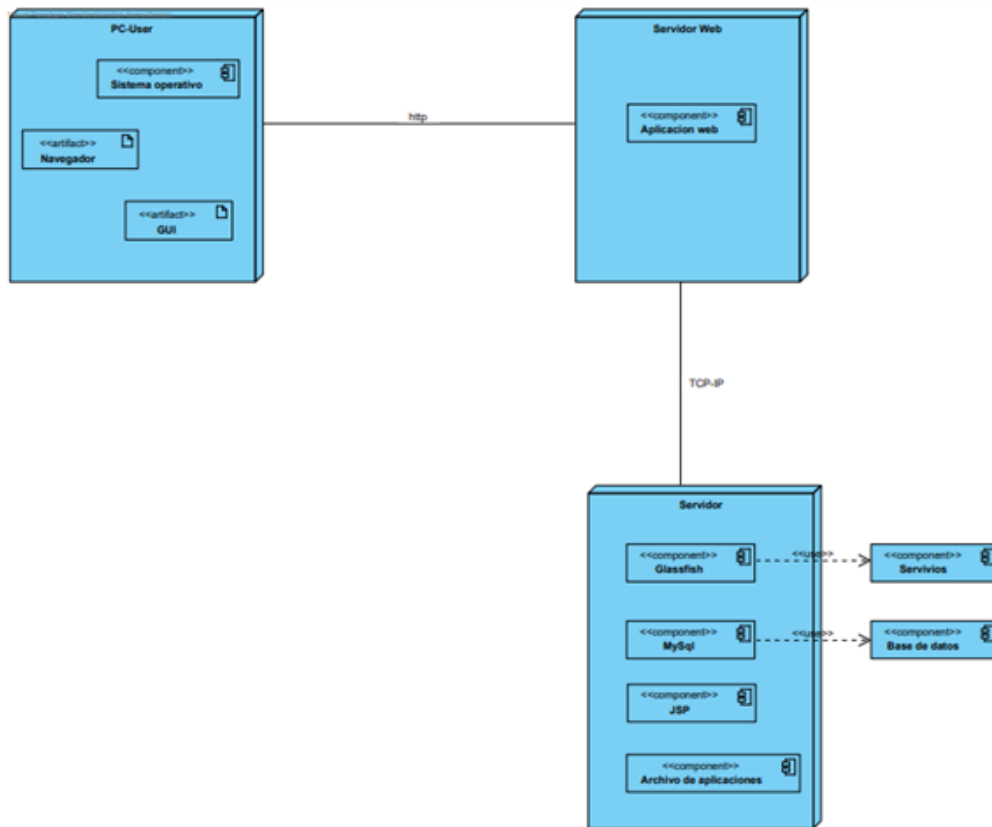 PC-User
<<component>>
Sistema operativo
<<artifact>>
Navegador
<<artifact>>
GUI
http
Servidor Web
<<component>>
Aplicacion web
TCP-IP
Servidor
<<component>>
Glassfish
<<use>>
<<component>>
Servivios
<<component>>
MySql
<<use>>
<<component>>
Base de datos
<<component>>
JSP
<<component>>
Archivo de aplicaciones